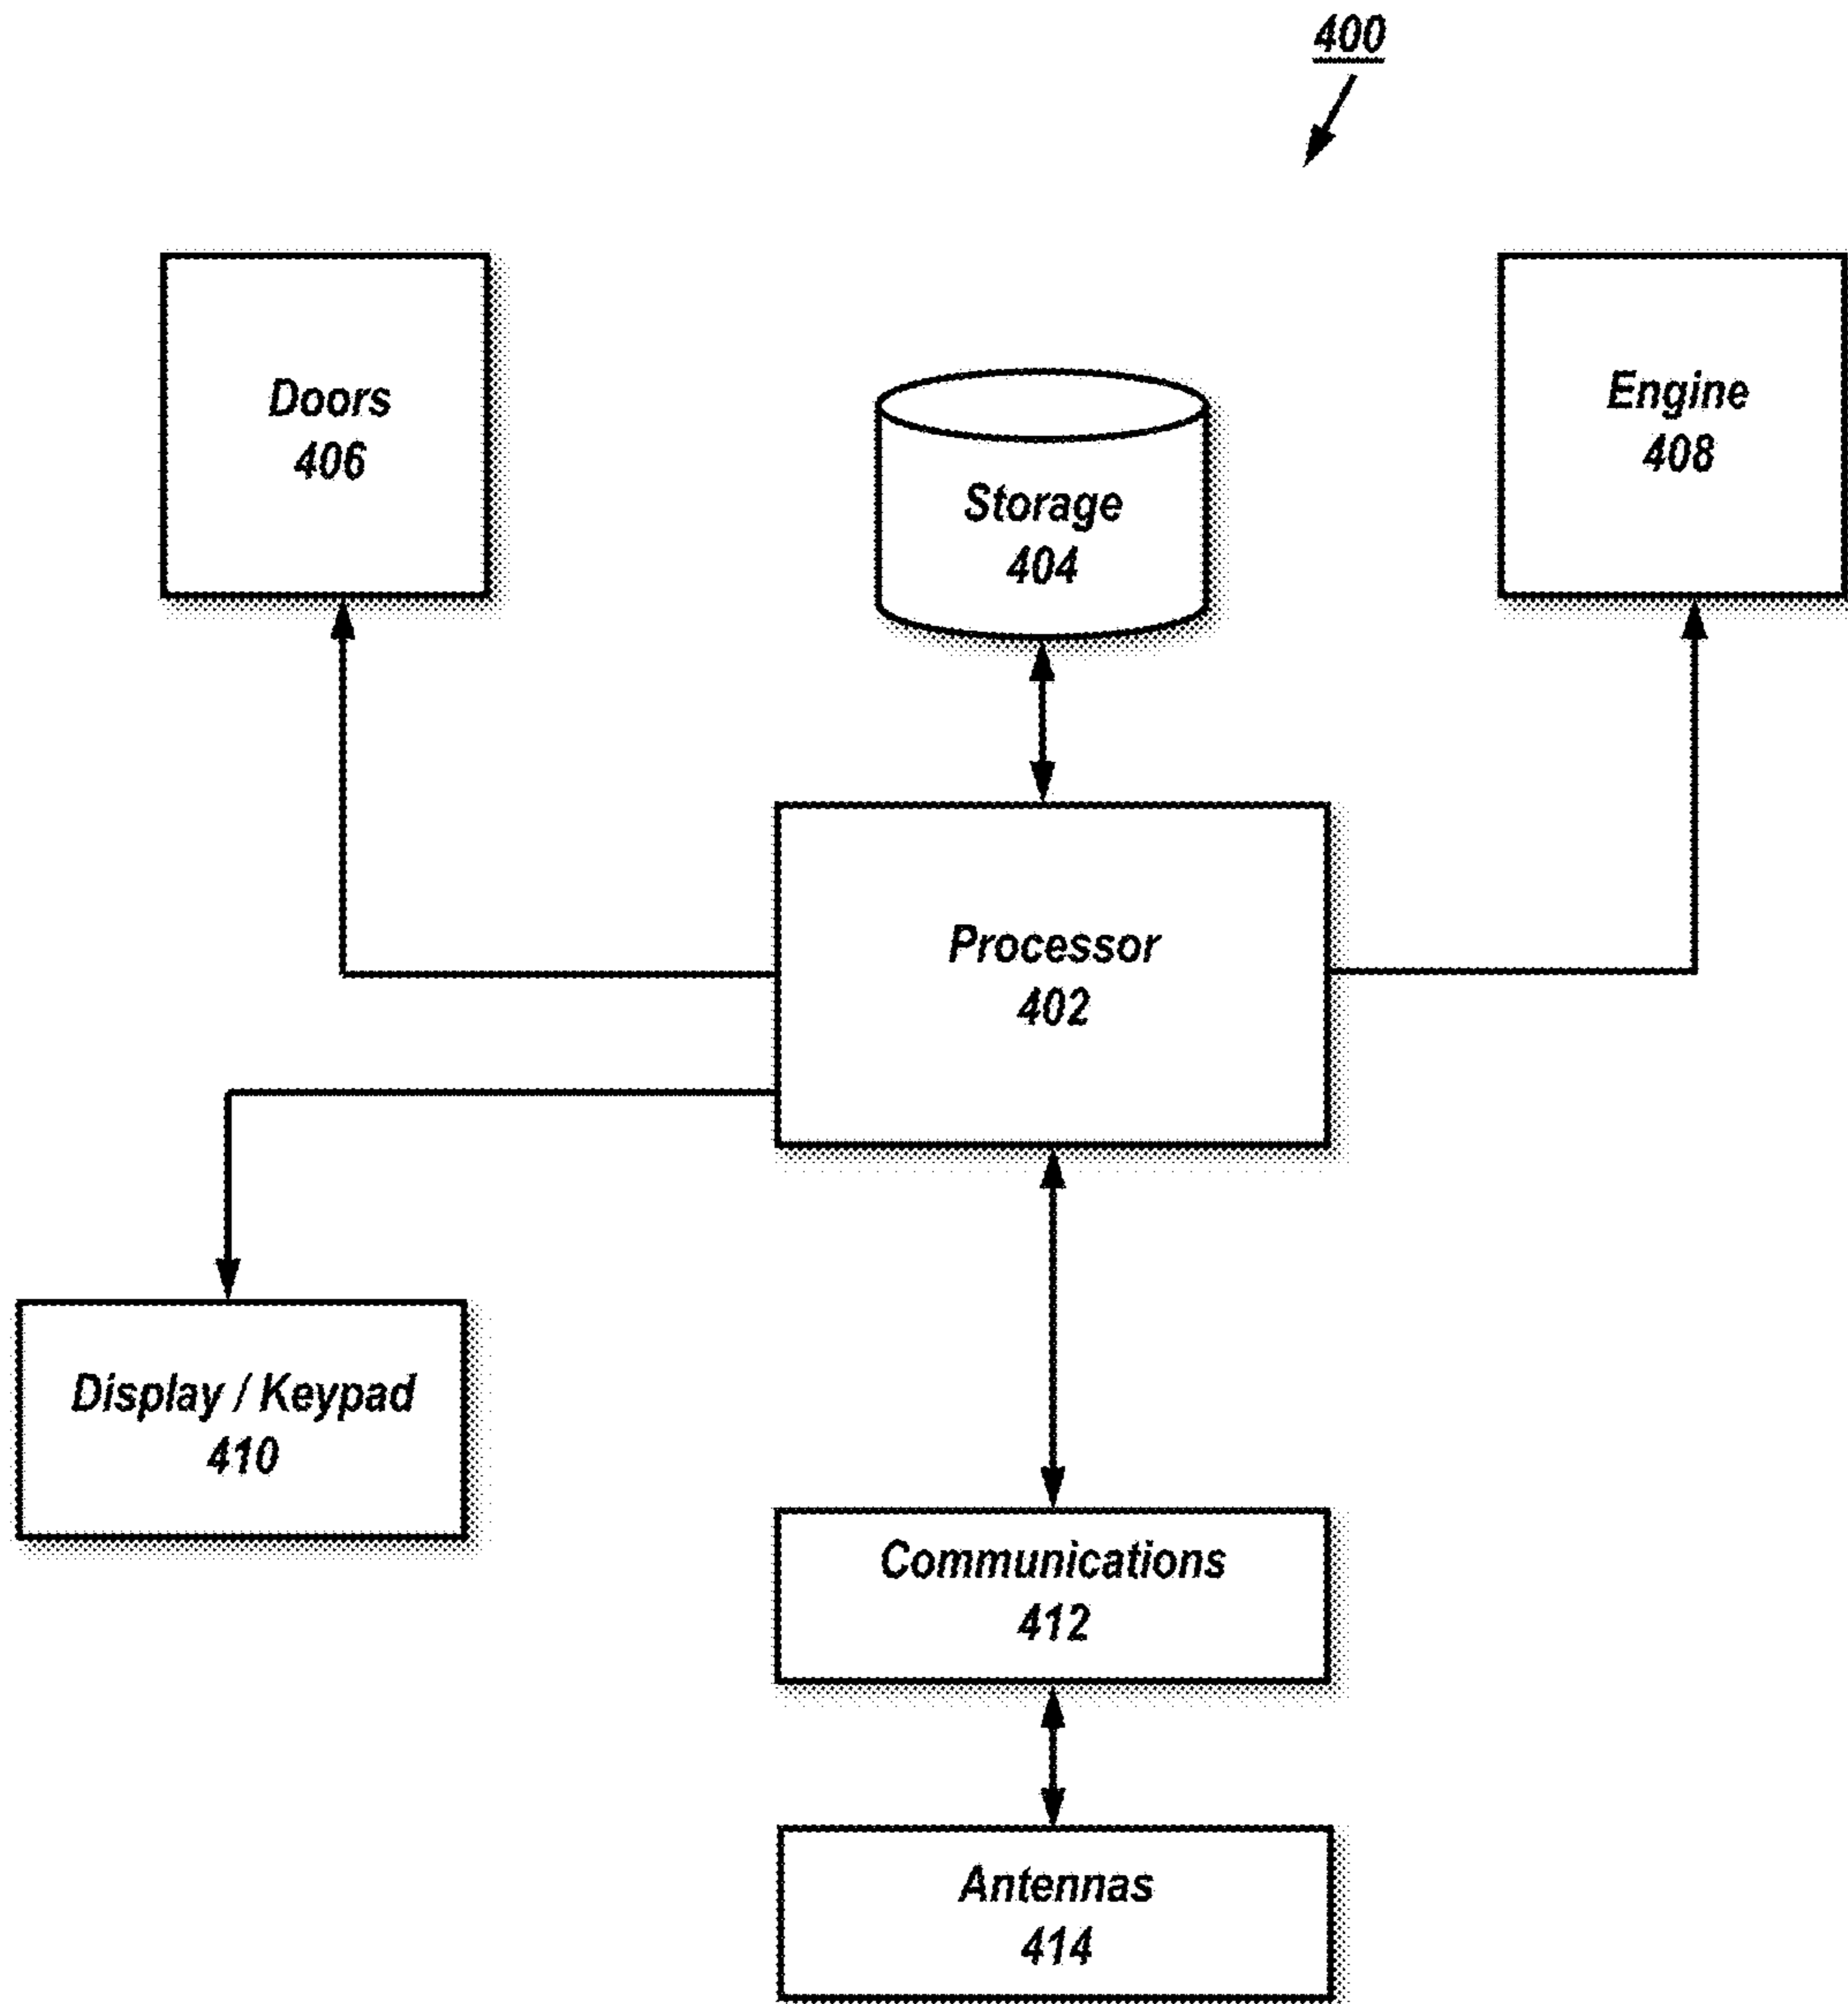 400
Doors
406
Storage
404
Engine
408
Processor
402
Display / Keypad
410
Communications
412
Antennas
414